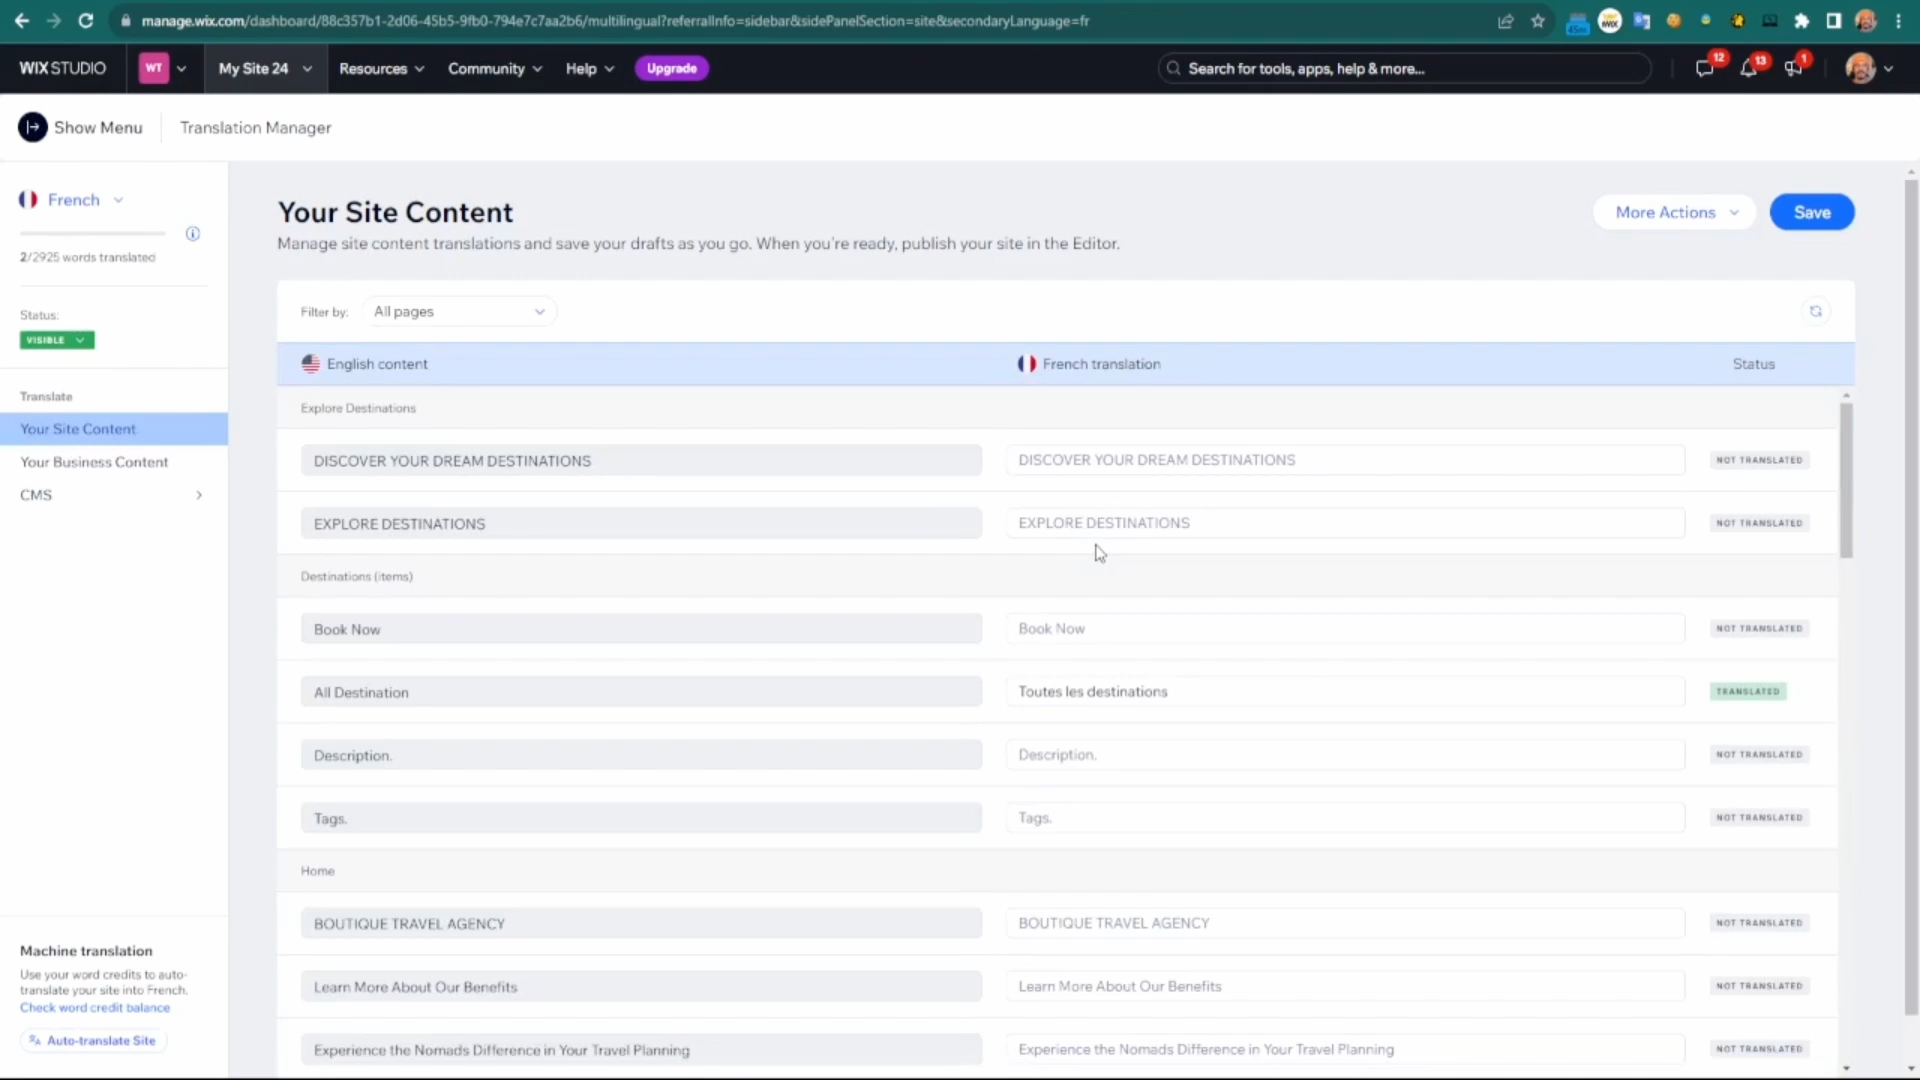 manage.wix.com/dashboard/88c357b1-2d06-45b5-9fb0-794e7c7aa2b6/multilingual?referralInfo=sidebar&sidePanelSection=site&secondaryLanguage=fr
WIX STUDIO
WT
My Site 24
Resources
Community
Help
Upgrade
Search for tools, apps, help & more...
12
13
1
Show Menu
Translation Manager
French
2/2925 words translated
Status:
VISIBLE
Translate
Your Site Content
Your Business Content
CMS
Machine translation
Use your word credits to auto-
translate your site into French.
Check word credit balance
Auto-translate Site
Your Site Content
Manage site content translations and save your drafts as you go. When you're ready, publish your site in the Editor.
More Actions
Save
Filter by:
All pages
English content
French translation
Status
Explore Destinations
DISCOVER YOUR DREAM DESTINATIONS
DISCOVER YOUR DREAM DESTINATIONS
NOT TRANSLATED
EXPLORE DESTINATIONS
EXPLORE DESTINATIONS
NOT TRANSLATED
Destinations (items)
Book Now
Book Now
NOT TRANSLATED
All Destination
Toutes les destinations
TRANSLATED
Description.
Description.
NOT TRANSLATED
Tags.
Tags.
NOT TRANSLATED
Home
BOUTIQUE TRAVEL AGENCY
BOUTIQUE TRAVEL AGENCY
NOT TRANSLATED
Learn More About Our Benefits
Learn More About Our Benefits
NOT TRANSLATED
Experience the Nomads Difference in Your Travel Planning
Experience the Nomads Difference in Your Travel Planning
NOT TRANSLATED